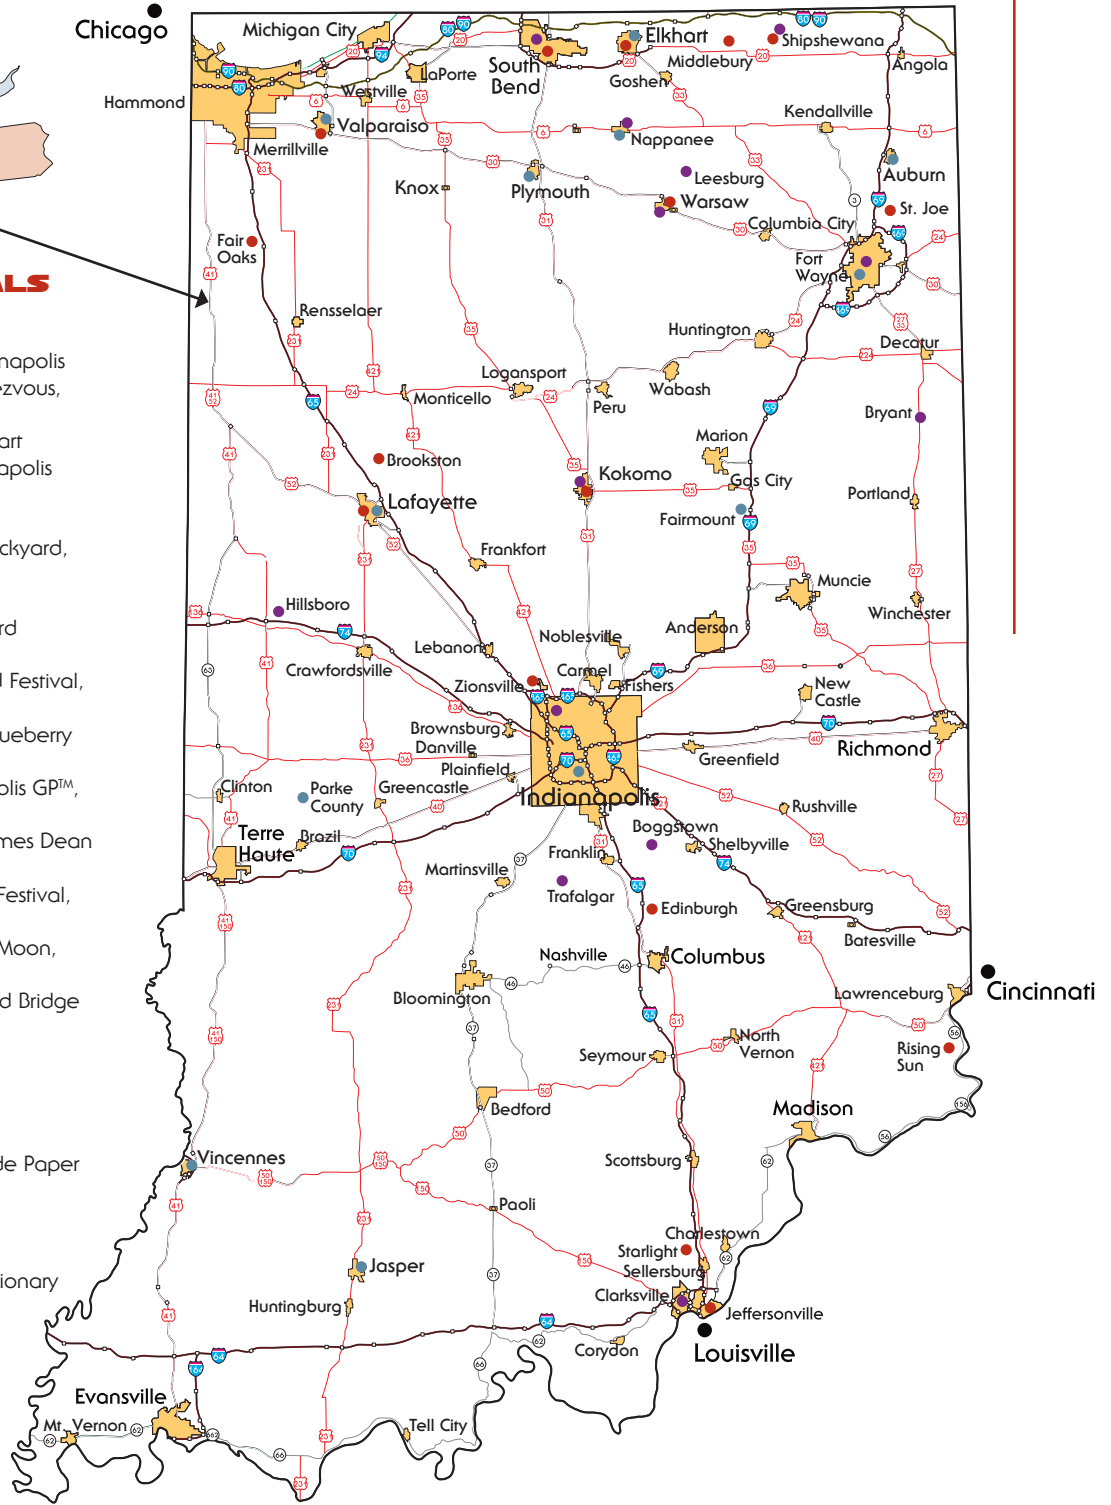 Chicago
Michigan City
South
Bend
Elkhart
Shipshewana
Middlebury
Angola
LaPorte
Goshen
Hammond
Westville
Valparaiso
Kendallville
Merrillville
Nappanee
Auburn
Knox
Plymouth
Leesburg
Warsaw
St. Joe
Columbia City
Fair
Oaks
Fort
Wayne
ALS
Rensselaer
Huntington
Decatur
napolis
ezvous,
Logansport
Wabash
Monticello
Peru
Bryant
art
apolis
Marion
Brookston
Kokomo
Gas City
Lafayette
Portland
Fairmount
ckyard,
Frankfort
Muncie
Hillsboro
Winchester
rd
Noblesville
Anderson
Lebanon
Crawfordsville
Carmel
d Festival,
Zionsville
Fishers
New
Castle
ueberry
Brownsburg
Danville
Richmond
Greenfield
Plainfield
olis GP™,
Clinton
Parke
County
Greencastle
Indianapolis
Rushville
mes Dean
Terre
Haute
Brazil
Boggstown
Shelbyville
Franklin
Martinsville
Trafalgar
Festival,
Edinburgh
Greensburg
Batesville
Moon,
Nashville
Columbus
Bloomington
Lawrenceburg
Cincinnati
d Bridge
Seymour
North
Vernon
Rising
Sun
Bedford
Madison
de Paper
Vincennes
Scottsburg
Paoli
Charlestown
Starlight
Sellersburg
Jasper
ionary
Clarksville
Huntingburg
Jeffersonville
Corydon
Louisville
Evansville
Mt. Vernon
Tell City